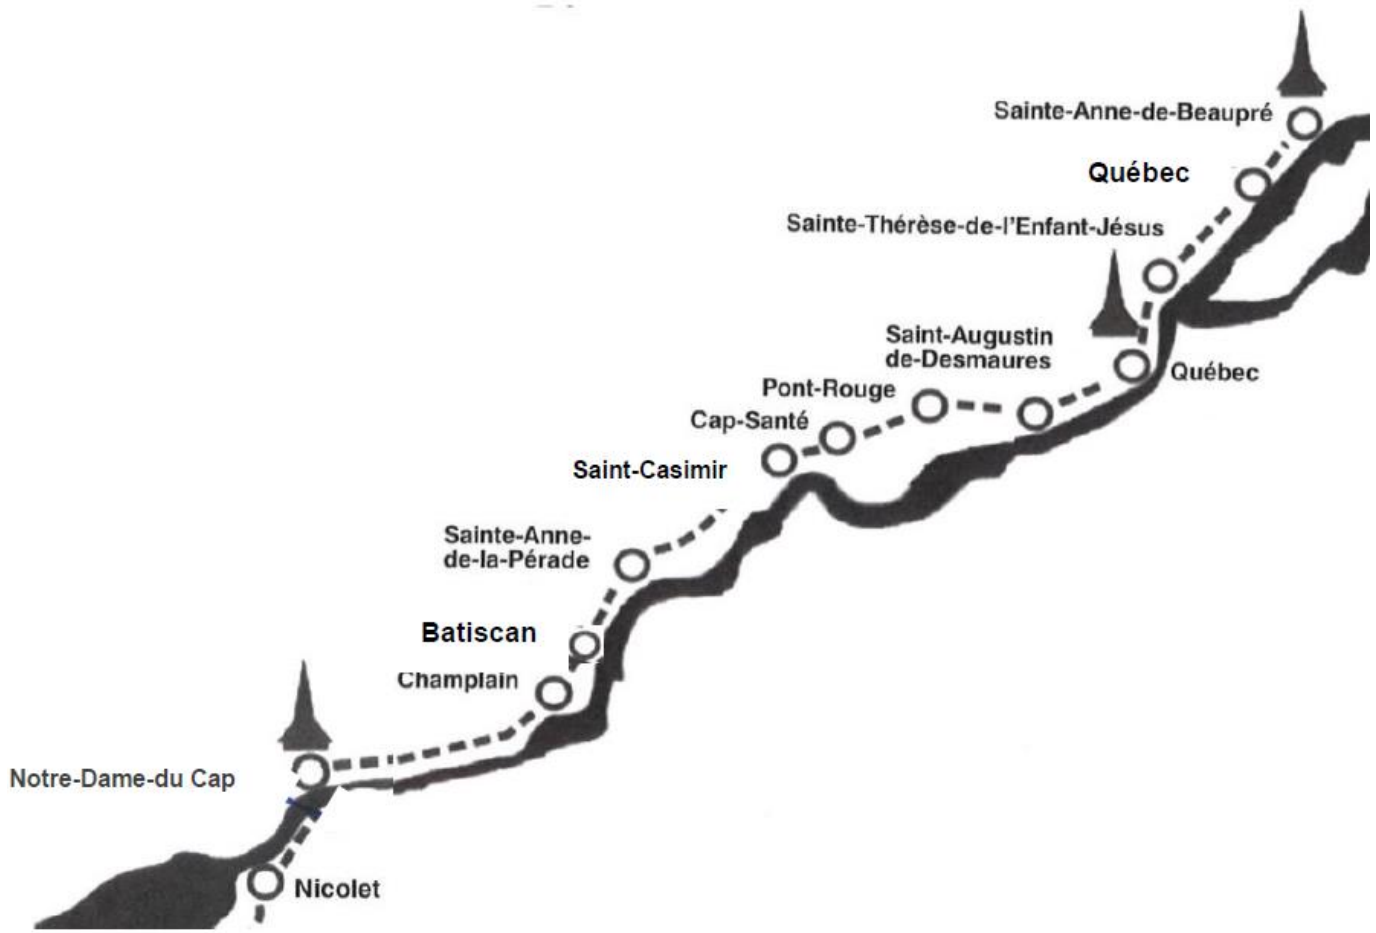 Sainte-Anne-de-Beaupré
Québec
Sainte-Thérèse-de-l'Enfant-Jésus
Saint-Augustin
de-Desmaures
Québec
Pont-Rouge
Cap-Santé
Saint-Casimir
Sainte-Anne-
de-la-Pérade
Batiscan
Champlain
Notre-Dame-du Cap
Nicolet